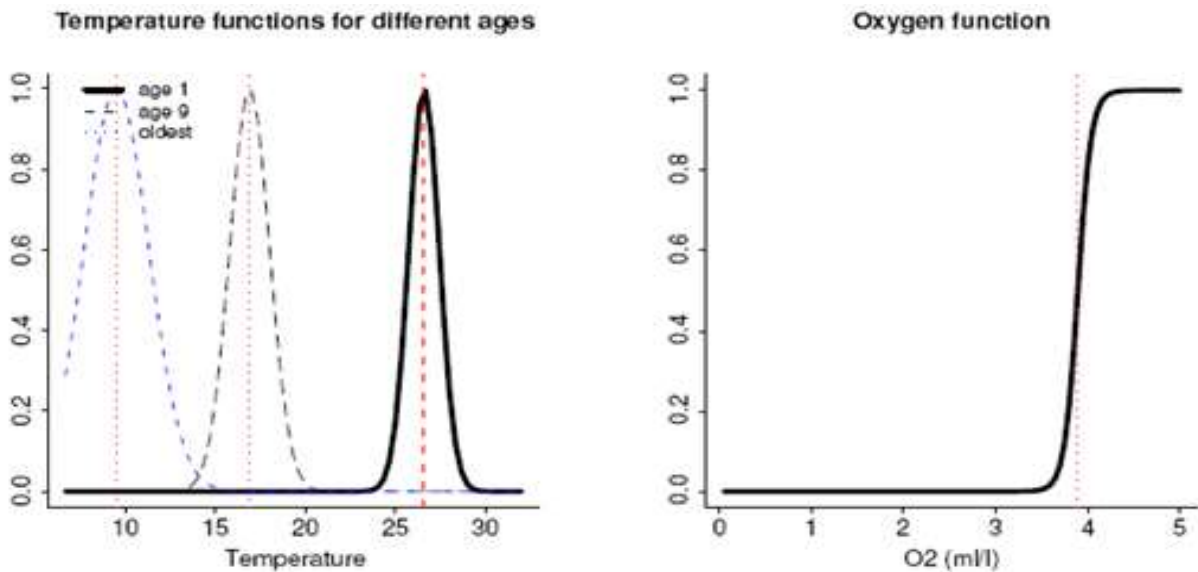 Temperature functions for different ages
1.0
0.8
0.6
0.4
0.2
0.0
age 1
age 9
oldest
10 15 20 25 30
Temperature
Oxygen function
1.0
0.8
0.6
0.4
0.2
0.0
0 1 2 3 4 5
O2 (ml/l)